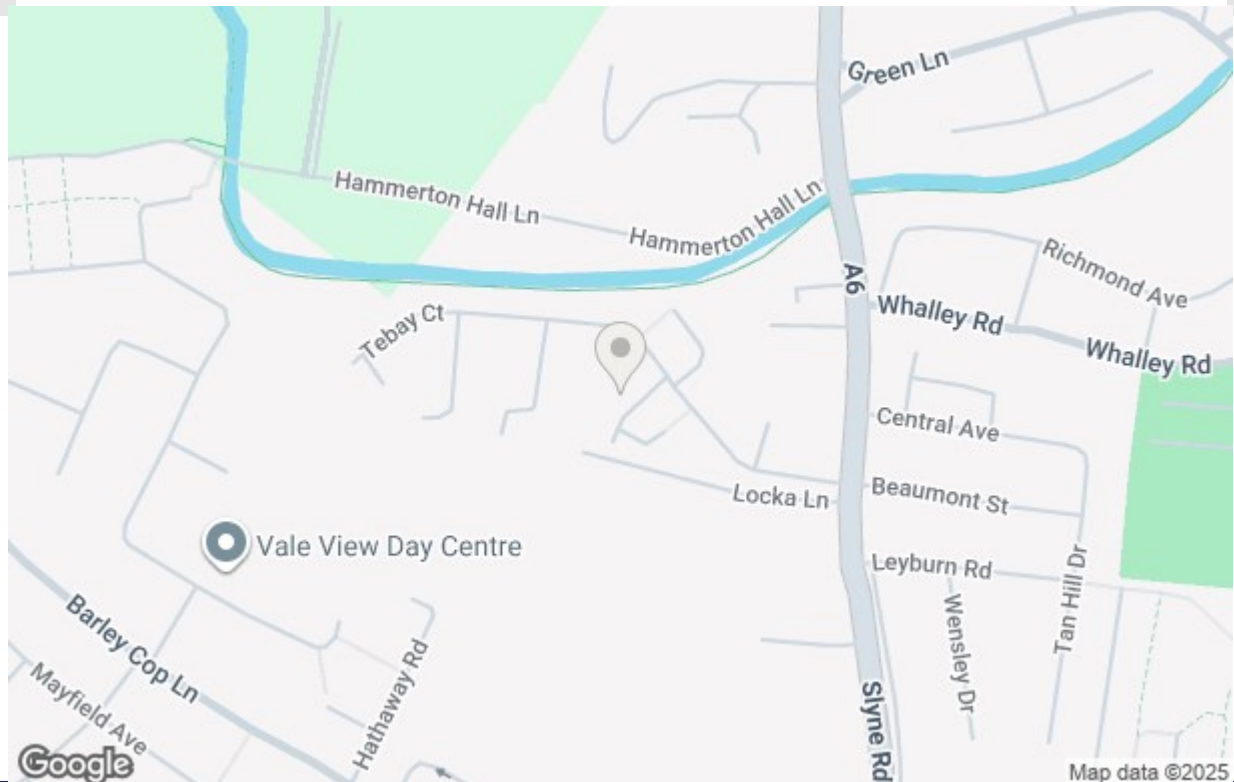 Green Ln
Hammerton Hall Ln
Hammerton Hall Ln
Richmond Ave
A6
Whalley Rd
Whalley Rd
Tebay Ct
Central Ave
Locka Ln
Beaumont St
Vale View Day Centre
Leyburn Rd
Tan Hill Dr
Wensley Dr
Barley Cop Ln
Hathaway Rd
Mayfield Ave
Slyne Rd
Google
Map data ©2025